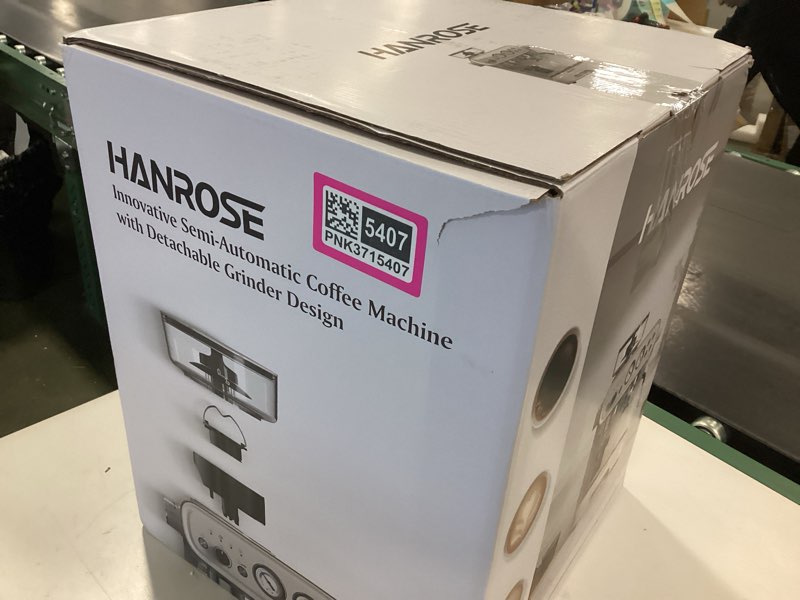 HANROSE
HANROSE
Innovative Semi-Automatic Coffee Machine
with Detachable Grinder Design
5407
PNK3715407
HANROSE